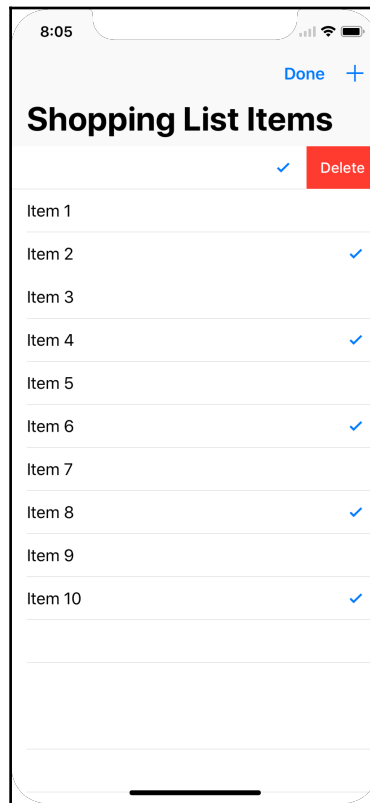 8:05
Done +
Shopping List Items
Delete
Item 1
Item 2
Item 3
Item 4
Item 5
Item 6
Item 7
Item 8
Item 9
Item 10